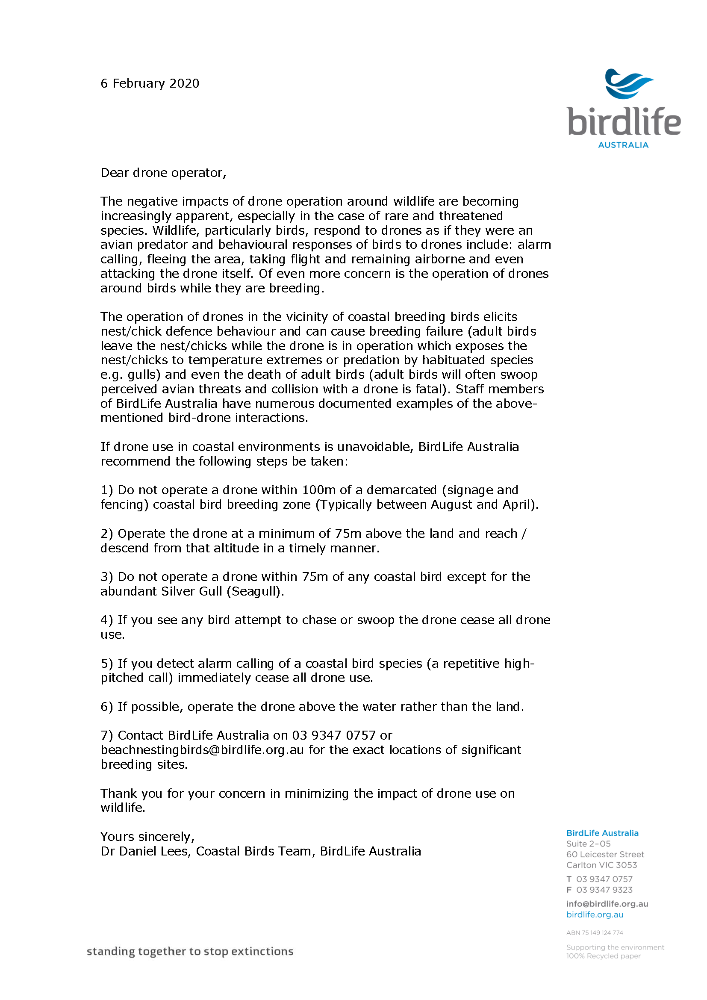 6 February 2020
birdlife
AUSTRALIA
Dear drone operator,
The negative impacts of drone operation around wildlife are becoming
increasingly apparent, especially in the case of rare and threatened
species. Wildlife, particularly birds, respond to drones as if they were an
avian predator and behavioural responses of birds to drones include: alarm
calling, fleeing the area, taking flight and remaining airborne and even
attacking the drone itself. Of even more concern is the operation of drones
around birds while they are breeding.
The operation of drones in the vicinity of coastal breeding birds elicits
nest/chick defence behaviour and can cause breeding failure (adult birds
leave the nest/chicks while the drone is in operation which exposes the
nest/chicks to temperature extremes or predation by habituated species
e.g. gulls) and even the death of adult birds (adult birds will often swoop
perceived avian threats and collision with a drone is fatal). Staff members
of BirdLife Australia have numerous documented examples of the above-
mentioned bird-drone interactions.
If drone use in coastal environments is unavoidable, BirdLife Australia
recommend the following steps be taken:
1) Do not operate a drone within 100m of a demarcated (signage and
fencing) coastal bird breeding zone (Typically between August and April).
2) Operate the drone at a minimum of 75m above the land and reach /
descend from that altitude in a timely manner.
3) Do not operate a drone within 75m of any coastal bird except for the
abundant Silver Gull (Seagull).
4) If you see any bird attempt to chase or swoop the drone cease all drone
use.
5) If you detect alarm calling of a coastal bird species (a repetitive high-
pitched call) immediately cease all drone use.
6) If possible, operate the drone above the water rather than the land.
7) Contact BirdLife Australia on 03 9347 0757 or
beachnestingbirds@birdlife.org.au for the exact locations of significant
breeding sites.
Thank you for your concern in minimizing the impact of drone use on
wildlife.
Yours sincerely,
Dr Daniel Lees, Coastal Birds Team, BirdLife Australia
BirdLife Australia
Suite 2–05
60 Leicester Street
Carlton VIC 3053
T 03 9347 0757
F 03 9347 9323
info@birdlife.org.au
birdlife.org.au
ABN 75 149 124 774
Supporting the environment
100% Recycled paper
standing together to stop extinctions